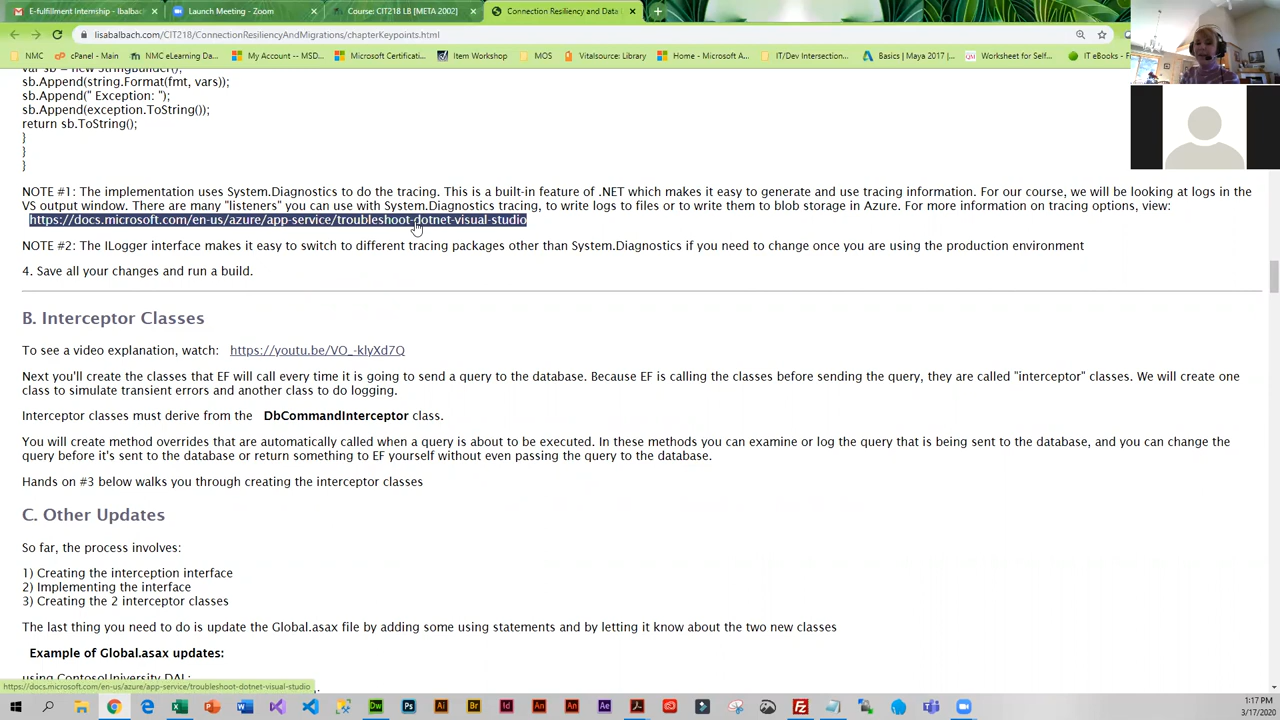 E-fulfillment Internship - lbalbac
Launch Meeting - Zoom
Course: CIT218 LB [META 2002]
Connection Resiliency and Data
lisabalbach.com/CIT218/ConnectionResiliencyAndMigrations/chapterKeypoints.html
NMC
cPanel - Main
NMC eLearning Da...
My Account -- MSD...
Microsoft Certificati...
Item Workshop
MOS
Vitalsource: Library
Home - Microsoft A...
IT/Dev Intersection...
Basics | Maya 2017 |...
Worksheet for Self...
IT eBooks - Free
var sb = new StringBuilder();
sb.Append(string.Format(fmt, vars));
sb.Append(" Exception: ");
sb.Append(exception.ToString());
return sb.ToString();
}
}
}
NOTE #1: The implementation uses System.Diagnostics to do the tracing. This is a built-in feature of .NET which makes it easy to generate and use tracing information. For our course, we will be looking at logs in the
VS output window. There are many "listeners" you can use with System.Diagnostics tracing, to write logs to files or to write them to blob storage in Azure. For more information on tracing options, view:
https://docs.microsoft.com/en-us/azure/app-service/troubleshoot-dotnet-visual-studio
NOTE #2: The ILogger interface makes it easy to switch to different tracing packages other than System.Diagnostics if you need to change once you are using the production environment
4. Save all your changes and run a build.
B. Interceptor Classes
To see a video explanation, watch: https://youtu.be/VO_-klyXd7Q
Next you'll create the classes that EF will call every time it is going to send a query to the database. Because EF is calling the classes before sending the query, they are called "interceptor" classes. We will create one
class to simulate transient errors and another class to do logging.
Interceptor classes must derive from the DbCommandInterceptor class.
You will create method overrides that are automatically called when a query is about to be executed. In these methods you can examine or log the query that is being sent to the database, and you can change the
query before it's sent to the database or return something to EF yourself without even passing the query to the database.
Hands on #3 below walks you through creating the interceptor classes
C. Other Updates
So far, the process involves:
1) Creating the interception interface
2) Implementing the interface
3) Creating the 2 interceptor classes
The last thing you need to do is update the Global.asax file by adding some using statements and by letting it know about the two new classes
Example of Global.asax updates:
using ContosoUniversity.DAL;
https://docs.microsoft.com/en-us/azure/app-service/troubleshoot-dotnet-visual-studio
1:17 PM
3/17/2020